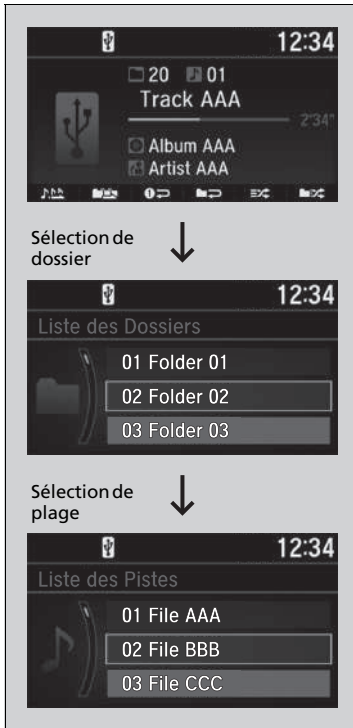 12:34
20 01
Track AAA
2'34"
Album AAA
Artist AAA
Sélection de
dossier
12:34
Liste des Dossiers
01 Folder 01
02 Folder 02
03 Folder 03
Sélection de
plage
12:34
Liste des Pistes
01 File AAA
02 File BBB
03 File CCC